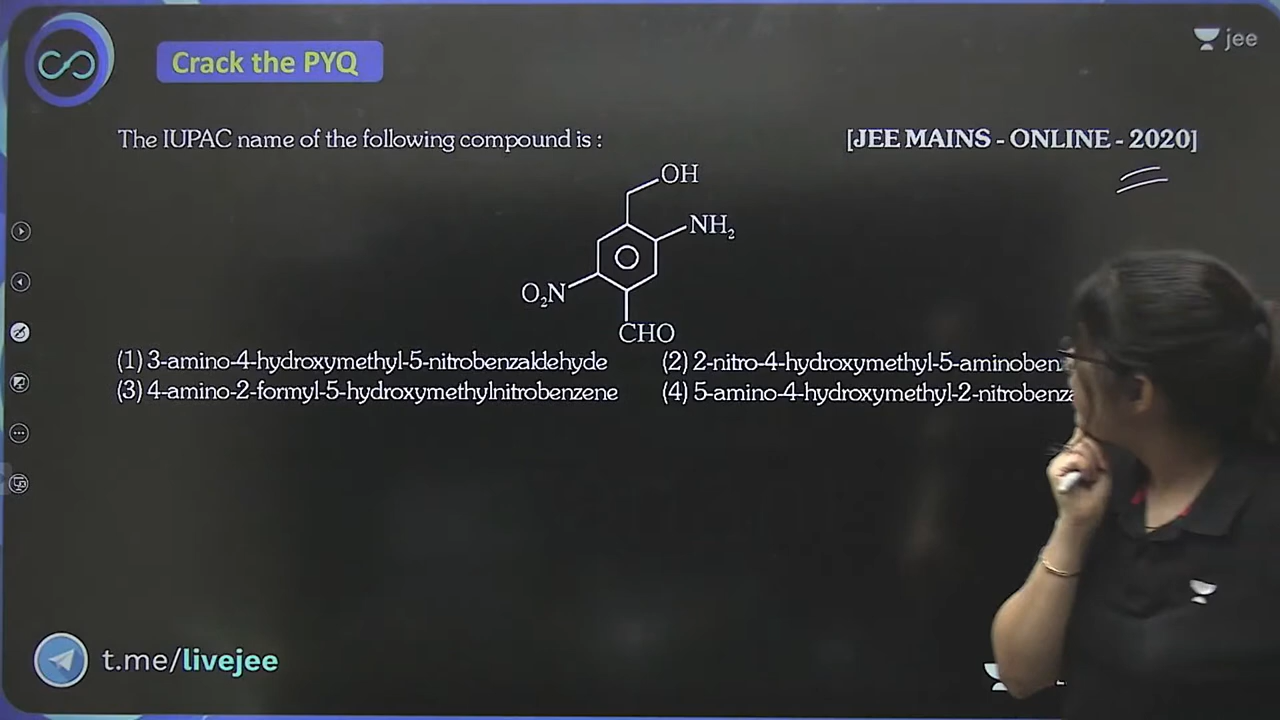 Crack the PYQ
jee
The IUPAC name of the following compound is : [JEE MAINS - ONLINE - 2020]
OH
NH₂
O₂N
CHO
(1) 3-amino-4-hydroxymethyl-5-nitrobenzaldehyde (2) 2-nitro-4-hydroxymethyl-5-aminoben
(3) 4-amino-2-formyl-5-hydroxymethylnitrobenzene (4) 5-amino-4-hydroxymethyl-2-nitrobenza
t.me/livejee